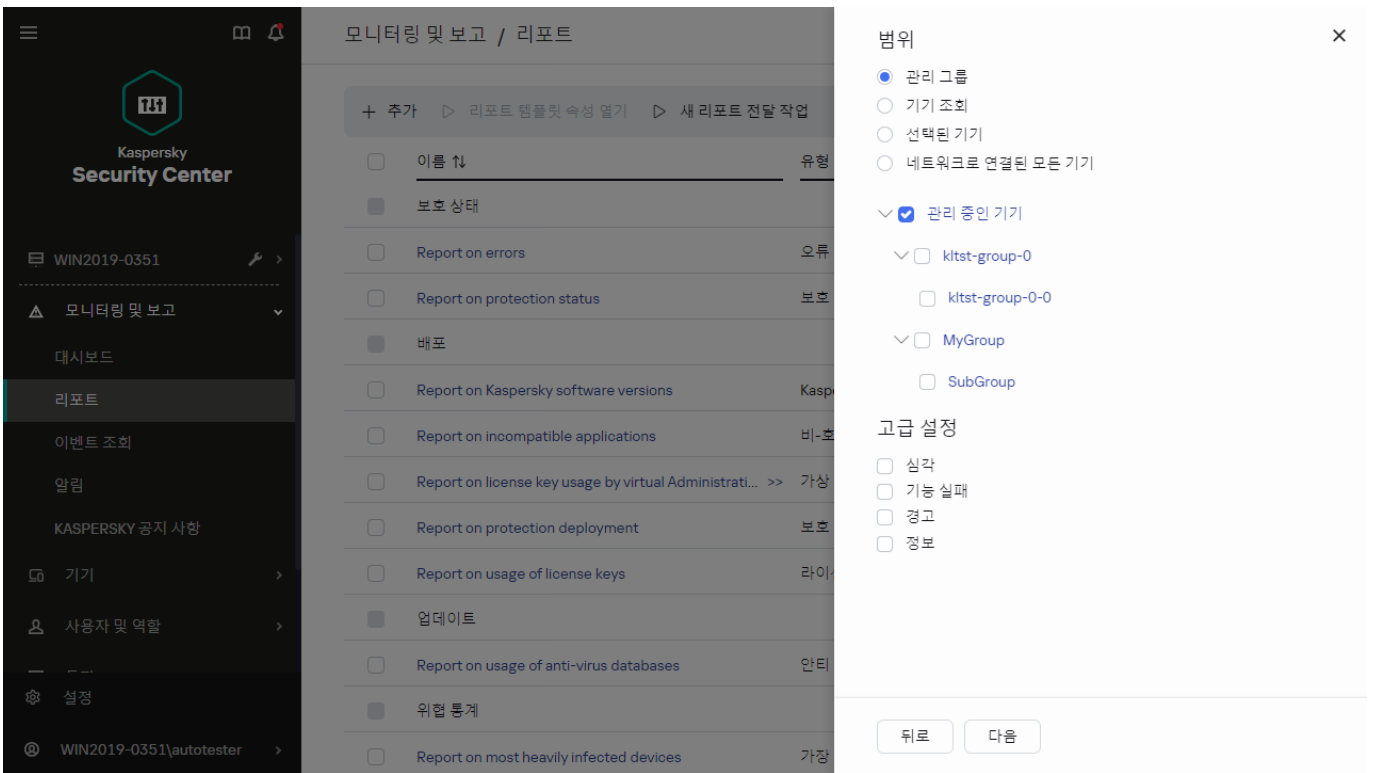 Kaspersky
Security Center
WIN2019-0351
모니터링 및 보고
대시보드
리포트
이벤트 조회
알림
KASPERSKY 공지 사항
기기
사용자 및 역할
설정
WIN2019-0351\autotester
모니터링 및 보고 / 리포트
+ 추가 리포트 템플릿 속성 열기 새 리포트 전달 작업
이름 유형
보호 상태
Report on errors 오류
Report on protection status 보호
배포
Report on Kaspersky software versions
Report on incompatible applications
Report on license key usage by virtual Administrati... >> 가상
Report on protection deployment 보호
Report on usage of license keys
업데이트
Report on usage of anti-virus databases 안티
위협 통계
Report on most heavily infected devices 가장
범위
관리 그룹
기기 조회
선택된 기기
네트워크로 연결된 모든 기기
관리 중인 기기
kltst-group-0
kltst-group-0-0
MyGroup
SubGroup
고급 설정
심각
기능 실패
경고
정보
뒤로 다음